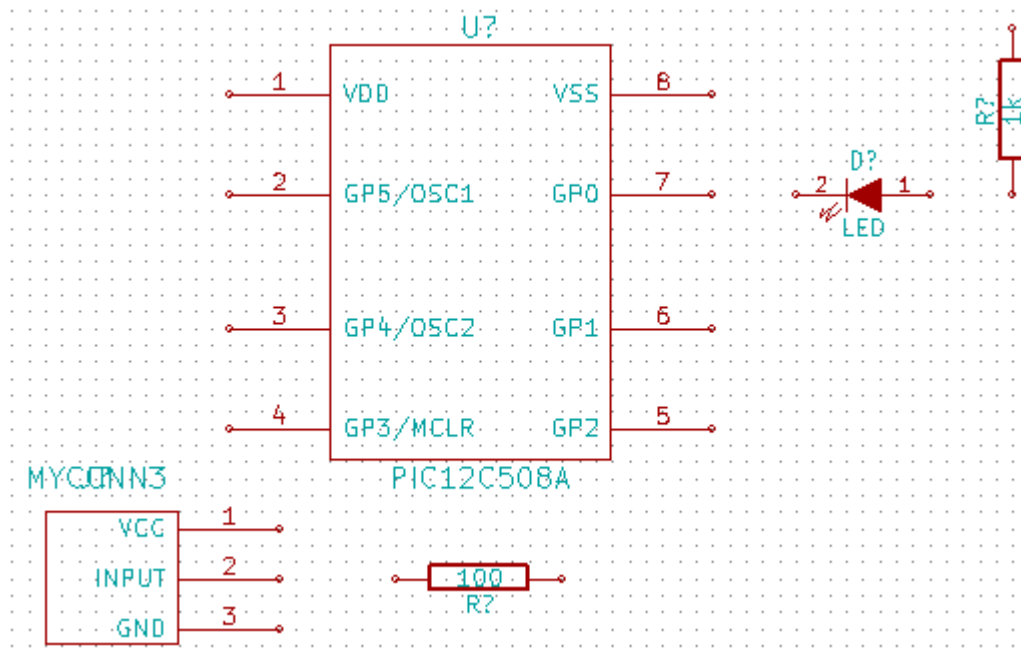 U?
1 VDD VSS 8
R? 1k
D?
2 GP5/OSC1 GP0 7
2 1
LED
3 GP4/OSC2 GP1 6
4 GP3/MCLR GP2 5
PIC12C508A
VCC 1
INPUT 2
100
R?
GND 3